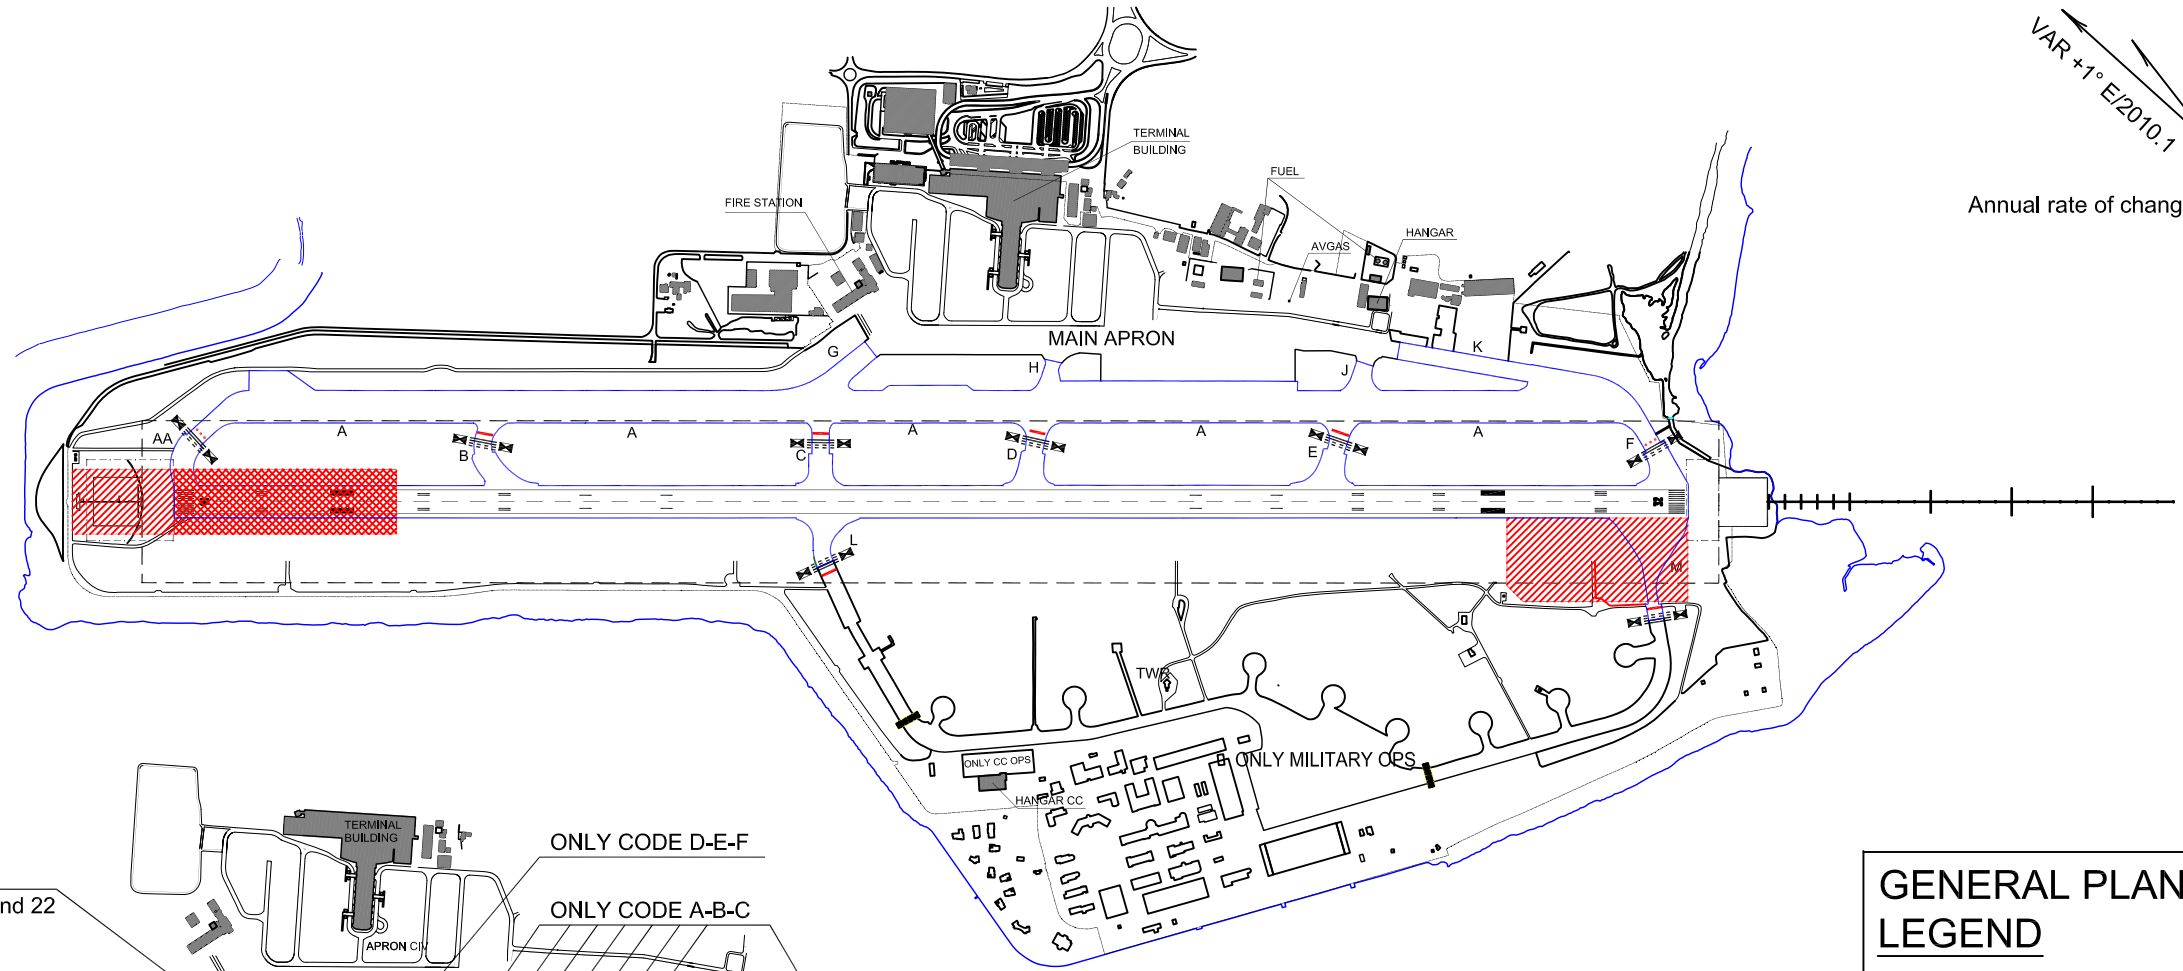 VAR +1° E/2010.1
Annual rate of chang
TERMINAL
BUILDING
FUEL
FIRE STATION
AVGAS
HANGAR
MAIN APRON
G
H
J
K
AA
A
A
A
A
A
B
C
D
E
F
L
M
TWR
ONLY CC OPS
HANGAR CC
ONLY MILITARY OPS
TERMINAL
BUILDING
APRON CIV
ONLY CODE D-E-F
ONLY CODE A-B-C
nd 22
GENERAL PLAN
LEGEND